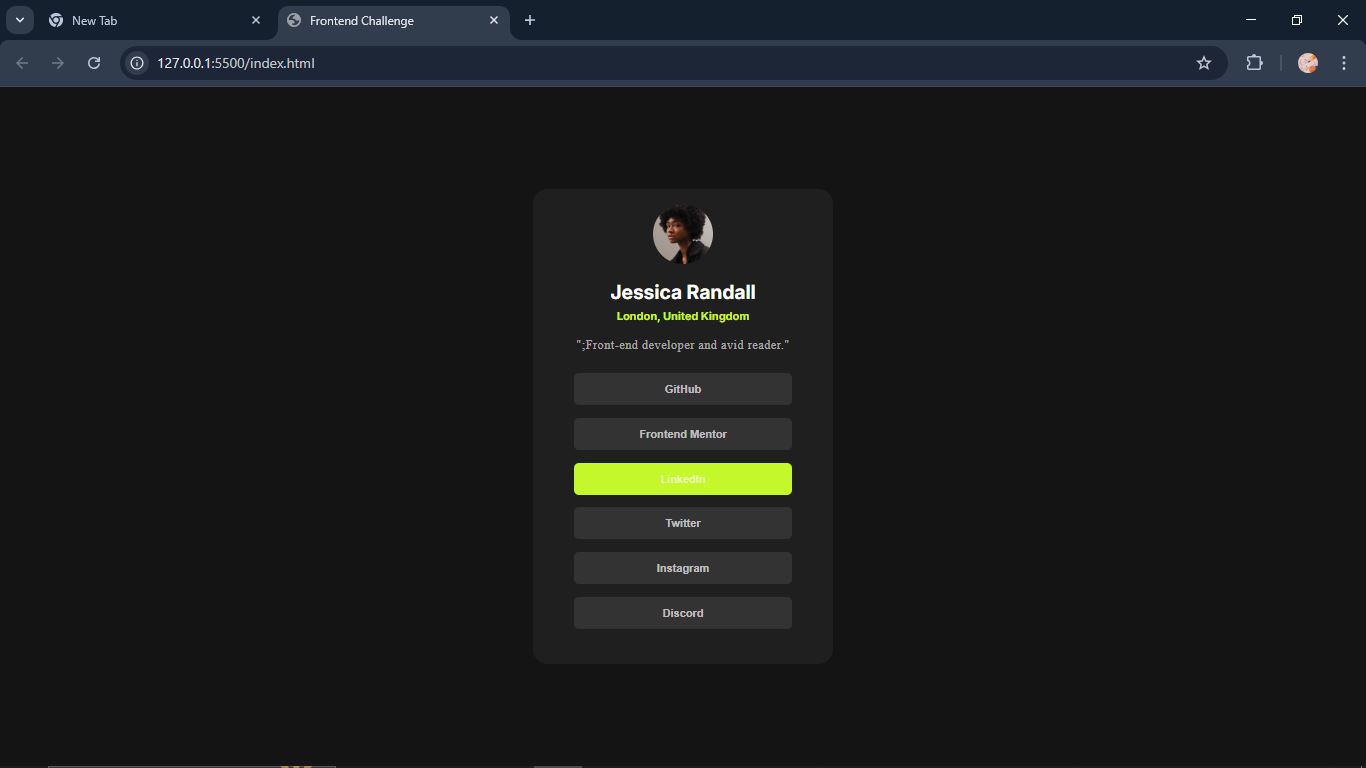 New Tab
Frontend Challenge
127.0.0.1:5500/index.html
Jessica Randall
London, United Kingdom
";Front-end developer and avid reader."
GitHub
Frontend Mentor
LinkedIn
Twitter
Instagram
Discord